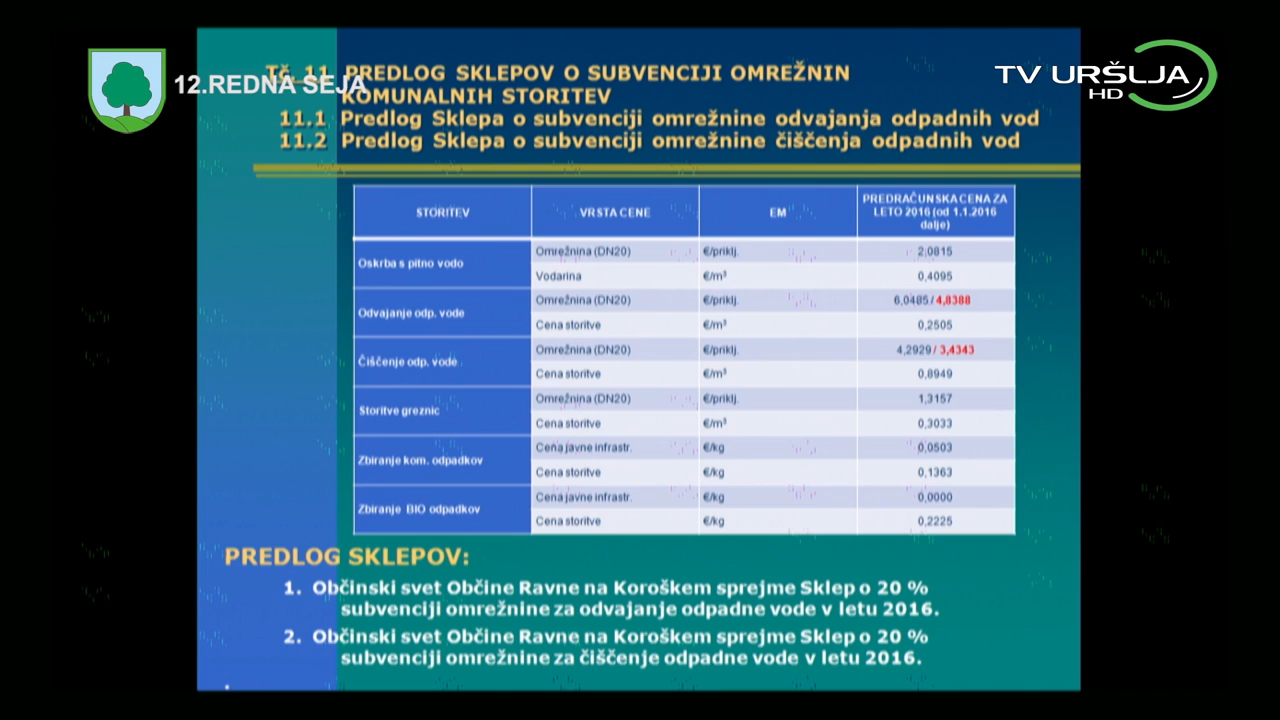 12.REDNA SEJA
TV URŠLJA
HD
Tč. 11 PREDLOG SKLEPOV O SUBVENCIJI OMREŽNIN
KOMUNALNIH STORITEV
11.1 Predlog Sklepa o subvenciji omrežnine odvajanja odpadnih vod
11.2 Predlog Sklepa o subvenciji omrežnine čiščenja odpadnih vod
STORITEV VRSTA CENE EM PREDRAČUNSKA CENA ZA
LETO 2016 (od 1.1.2016
dalje)
Oskrba s pitno vodo
Omrežnina (DN20) €/priklj. 2,0815
Vodarina €/m³ 0,4095
Odvajanje odp. vode
Omrežnina (DN20) €/priklj. 6,0485 / 4,8388
Cena storitve €/m³ 0,2505
Čiščenje odp. vode
Omrežnina (DN20) €/priklj. 4,2929 / 3,4343
Cena storitve €/m³ 0,8949
Storitve greznic
Omrežnina (DN20) €/priklj. 1,3157
Cena storitve €/m³ 0,3033
Zbiranje kom. odpadkov
Cena javne infrastr. €/kg 0,0503
Cena storitve €/kg 0,1363
Zbiranje BIO odpadkov
Cena javne infrastr. €/kg 0,0000
Cena storitve €/kg 0,2225
PREDLOG SKLEPOV:
1. Občinski svet Občine Ravne na Koroškem sprejme Sklep o 20 %
subvenciji omrežnine za odvajanje odpadne vode v letu 2016.
2. Občinski svet Občine Ravne na Koroškem sprejme Sklep o 20 %
subvenciji omrežnine za čiščenje odpadne vode v letu 2016.
.